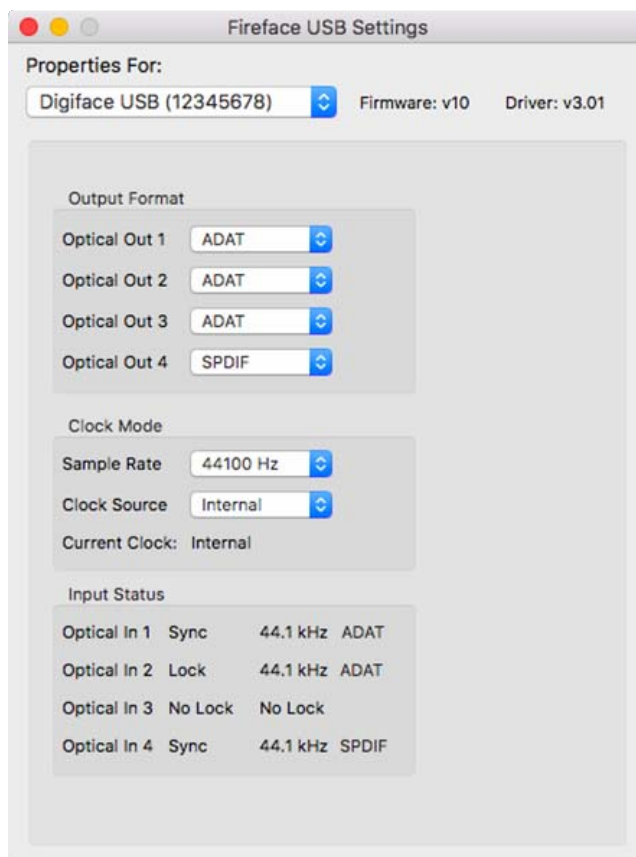 Fireface USB Settings
Properties For:
Digiface USB (12345678) Firmware: v10 Driver: v3.01
Output Format
Optical Out 1 ADAT
Optical Out 2 ADAT
Optical Out 3 ADAT
Optical Out 4 SPDIF
Clock Mode
Sample Rate 44100 Hz
Clock Source Internal
Current Clock: Internal
Input Status
Optical In 1 Sync 44.1 kHz ADAT
Optical In 2 Lock 44.1 kHz ADAT
Optical In 3 No Lock No Lock
Optical In 4 Sync 44.1 kHz SPDIF